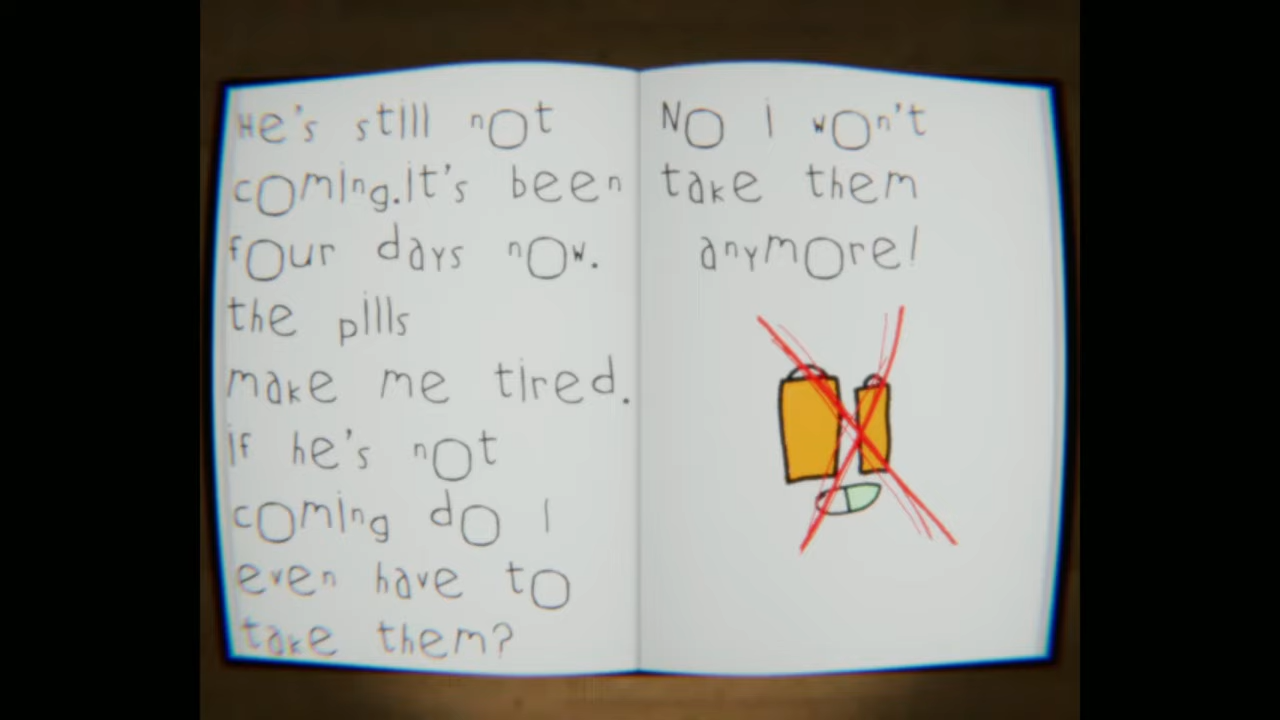 He's still not
coming.It's been
four days now.
the pills
make me tired.
if he's not
coming do I
even have to
take them?
NO I won't
take them
anymore!